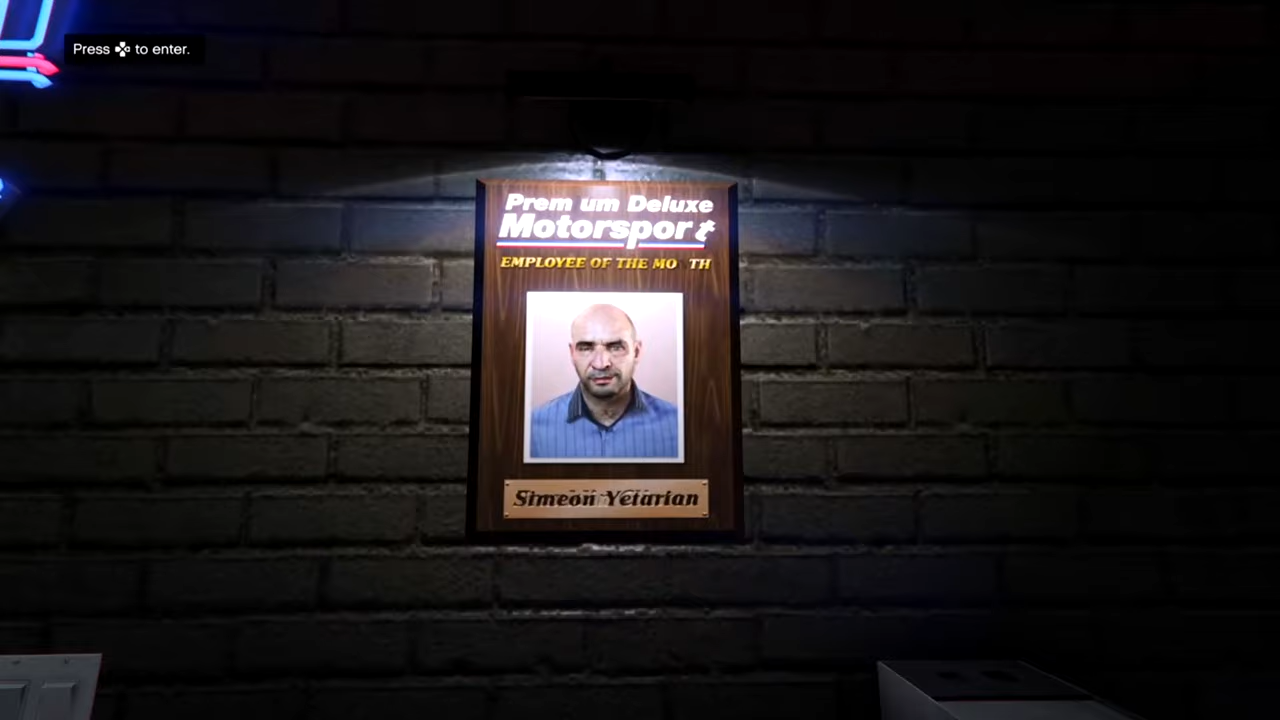 Press to enter.
Prem um Deluxe
Motorsport
EMPLOYEE OF THE MO TH
Simeon Yetarian